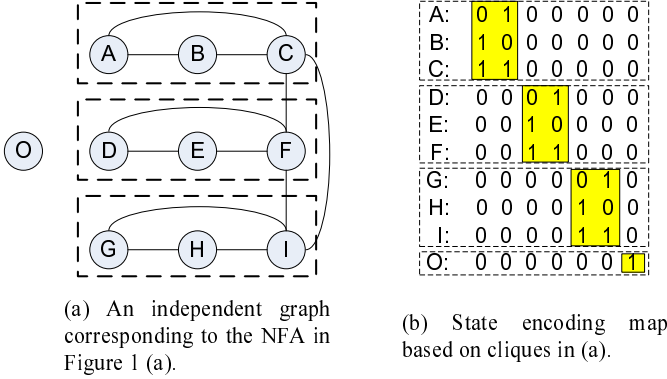 A B C
D E F
O
G H I
A: 0 1 0 0 0 0 0
B: 1 0 0 0 0 0 0
C: 1 1 0 0 0 0 0
D: 0 0 0 1 0 0 0
E: 0 0 1 0 0 0 0
F: 0 0 1 1 0 0 0
G: 0 0 0 0 0 1 0
H: 0 0 0 0 1 0 0
I: 0 0 0 0 1 1 0
O: 0 0 0 0 0 0 1
(a) An independent graph
corresponding to the NFA in
Figure 1 (a).
(b) State encoding map
based on cliques in (a).